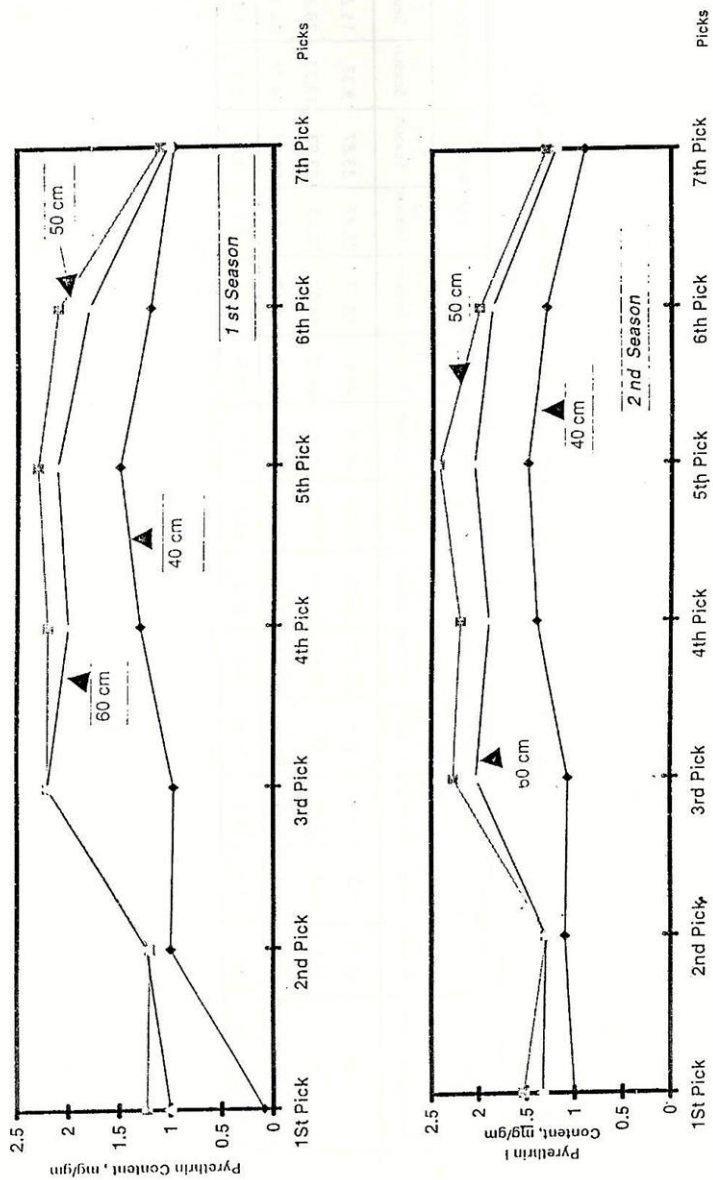 Pyrethrin Content , mg/gm
2.5
2
1.5
1
0.5
0
1St Pick
2nd Pick
3rd Pick
4th Pick
5th Pick
6th Pick
7th Pick
Picks
60 cm
40 cm
50 cm
1 st Season
Pyrethrin I
Content, mg/gm
2.5
2
1.5
1
0.5
0
1St Pick
2nd Pick
3rd Pick
4th Pick
5th Pick
6th Pick
7th Pick
Picks
60 cm
40 cm
50 cm
2 nd Season